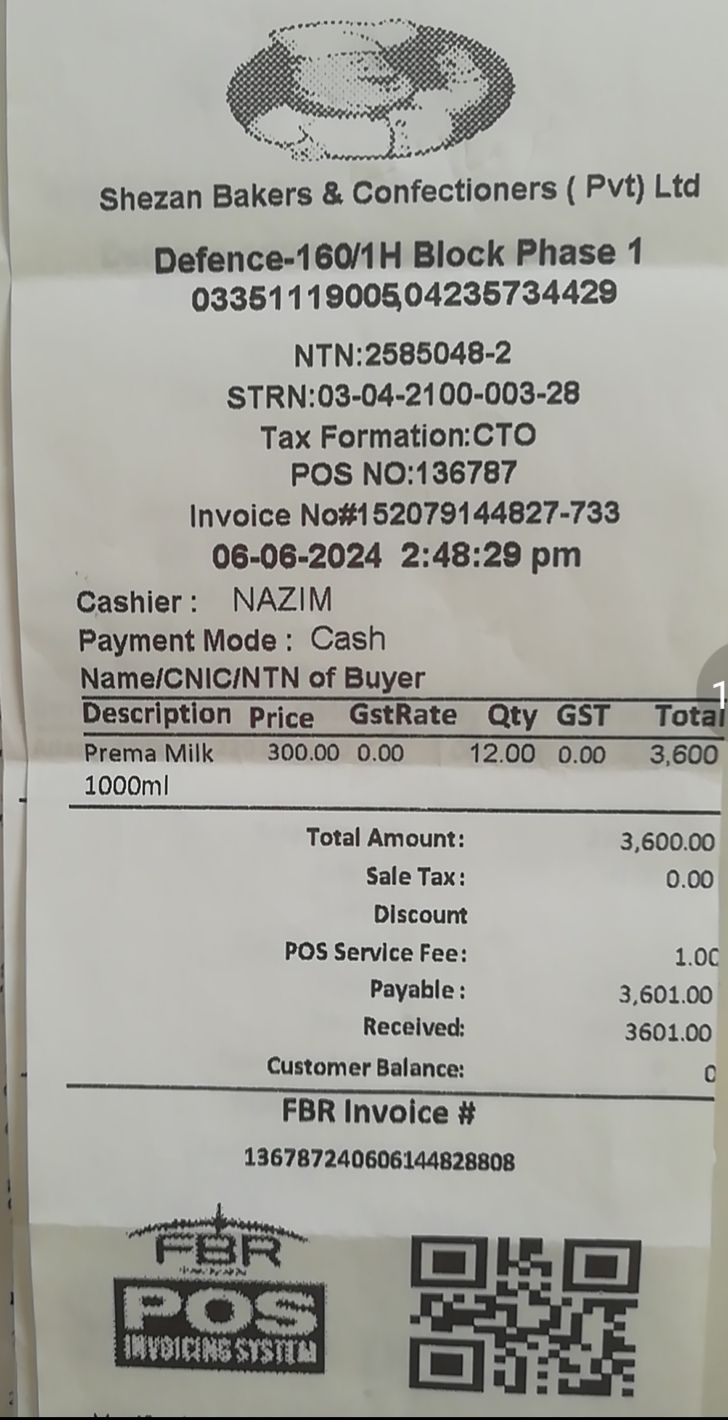 Shezan Bakers & Confectioners ( Pvt) Ltd
Defence-160/1H Block Phase 1
03351119005,04235734429
NTN:2585048-2
STRN:03-04-2100-003-28
Tax Formation:CTO
POS NO:136787
Invoice No#152079144827-733
06-06-2024 2:48:29 pm
Cashier : NAZIM
Payment Mode : Cash
Name/CNIC/NTN of Buyer
Description Price GstRate Qty GST Total
Prema Milk 300.00 0.00 12.00 0.00 3,600
1000ml
Total Amount: 3,600.00
Sale Tax: 0.00
Discount
POS Service Fee: 1.00
Payable : 3,601.00
Received: 3601.00
Customer Balance: 0
FBR Invoice #
136787240606144828808
FBR
POS
INVOICING SYSTEM
1